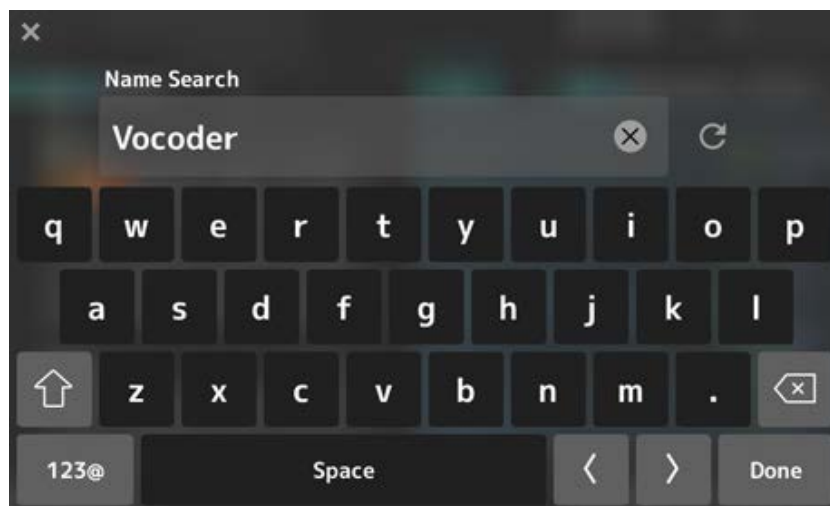 Name Search
Vocoder
q w e r t y u i o p
a s d f g h j k l
z x c v b n m .
123@ Space Done